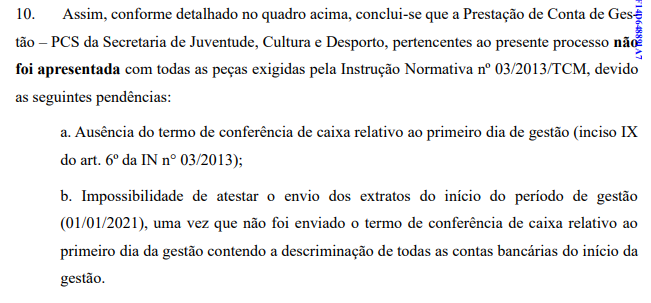 10. Assim, conforme detalhado no quadro acima, conclui-se que a Prestação de Conta de Ges-
tão – PCS da Secretaria de Juventude, Cultura e Desporto, pertencentes ao presente processo não
foi apresentada com todas as peças exigidas pela Instrução Normativa nº 03/2013/TCM, devido
as seguintes pendências:
a. Ausência do termo de conferência de caixa relativo ao primeiro dia de gestão (inciso IX
do art. 6º da IN n° 03/2013);
b. Impossibilidade de atestar o envio dos extratos do início do período de gestão
(01/01/2021), uma vez que não foi enviado o termo de conferência de caixa relativo ao
primeiro dia da gestão contendo a descriminação de todas as contas bancárias do início da
gestão.